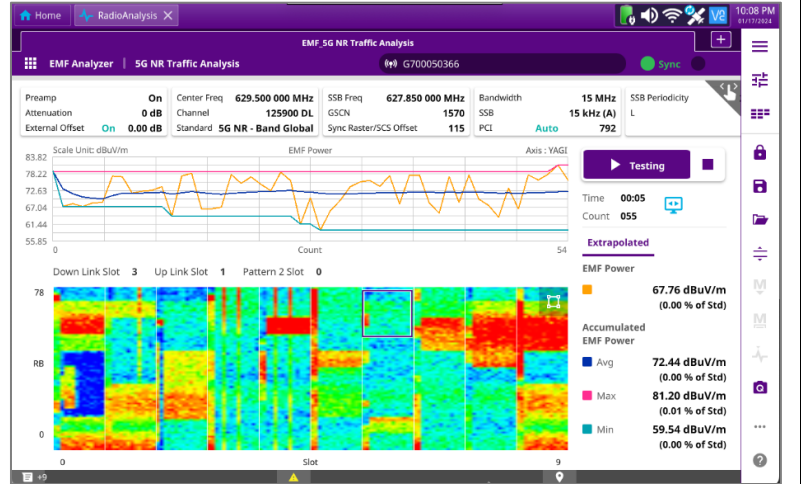 Home RadioAnalysis V2 10:08 PM
01/17/2024
EMF_5G NR Traffic Analysis
EMF Analyzer 5G NR Traffic Analysis G700050366 Sync
Preamp On Center Freq 629.500 000 MHz SSB Freq 627.850 000 MHz Bandwidth 15 MHz SSB Periodicity
Attenuation 0 dB Channel 125900 DL GSCN 1570 SSB 15 kHz (A) L
External Offset On 0.00 dB Standard 5G NR - Band Global Sync Raster/SCS Offset 115 PCI Auto 792
Scale Unit: dBuV/m EMF Power Axis : YAGI
83.82
78.22
72.63
67.04
61.44
55.85
0 Count 54
Testing
Time 00:05
Count 055
Extrapolated
EMF Power
67.76 dBuV/m
(0.00 % of Std)
Accumulated
EMF Power
Avg 72.44 dBuV/m
(0.00 % of Std)
Max 81.20 dBuV/m
(0.01 % of Std)
Min 59.54 dBuV/m
(0.00 % of Std)
Down Link Slot 3 Up Link Slot 1 Pattern 2 Slot 0
78
RB
0
0 Slot 9
+9
M
M